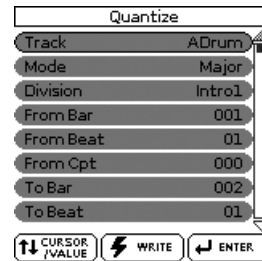 Quantize
Track ADrum
Mode Major
Division Intro1
From Bar 001
From Beat 01
From Cpt 000
To Bar 002
To Beat 01
CURSOR /VALUE WRITE ENTER